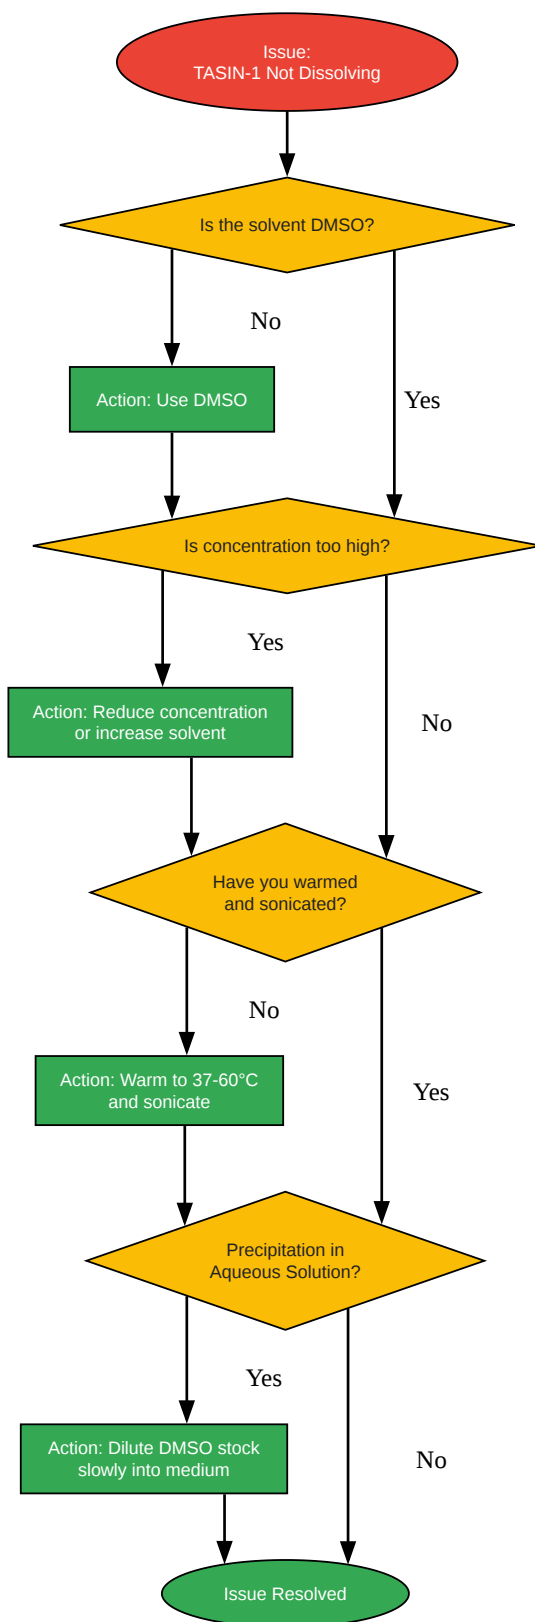 Issue:
TASIN-1 Not Dissolving
Is the solvent DMSO?
No
Action: Use DMSO
Yes
Is concentration too high?
Yes
Action: Reduce concentration
or increase solvent
No
Have you warmed
and sonicated?
No
Action: Warm to 37-60°C
and sonicate
Yes
Precipitation in
Aqueous Solution?
Yes
Action: Dilute DMSO stock
slowly into medium
No
Issue Resolved